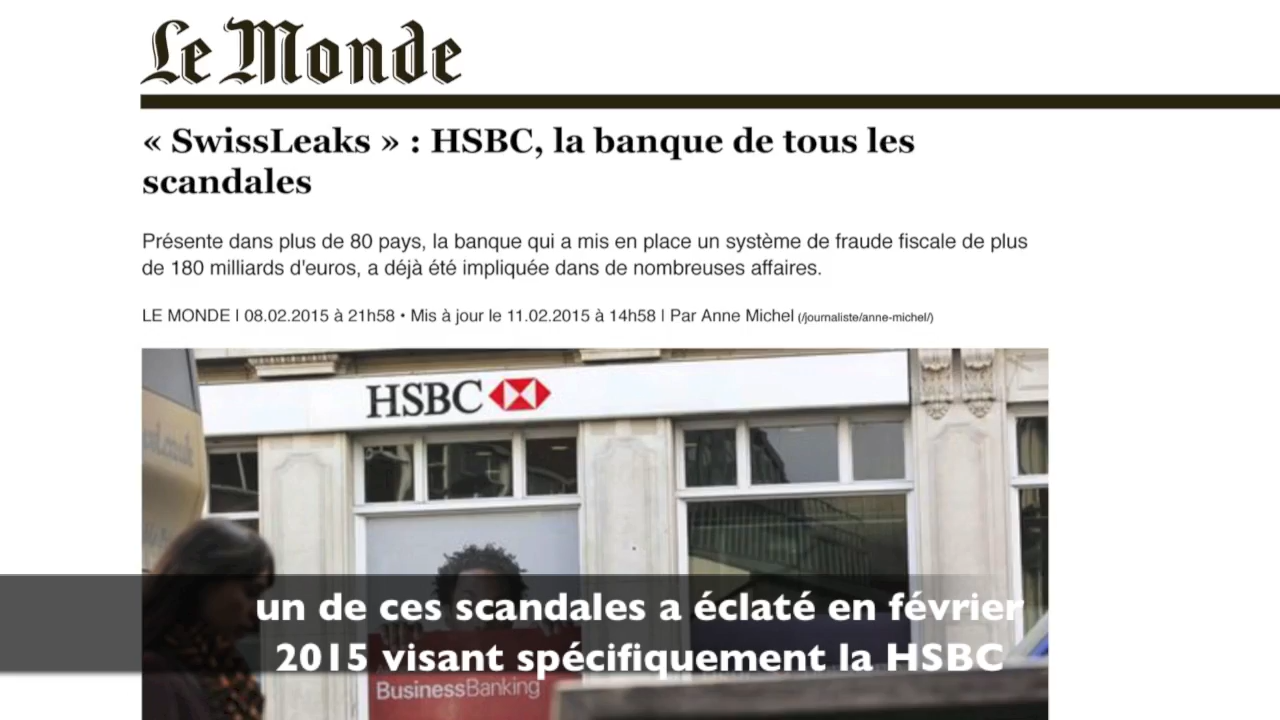 Le Monde
« SwissLeaks » : HSBC, la banque de tous les
scandales
Présente dans plus de 80 pays, la banque qui a mis en place un système de fraude fiscale de plus
de 180 milliards d'euros, a déjà été impliquée dans de nombreuses affaires.
LE MONDE | 08.02.2015 à 21h58 • Mis à jour le 11.02.2015 à 14h58 | Par Anne Michel (/journaliste/anne-michel/)
HSBC
un de ces scandales a éclaté en février
2015 visant spécifiquement la HSBC
BusinessBanking